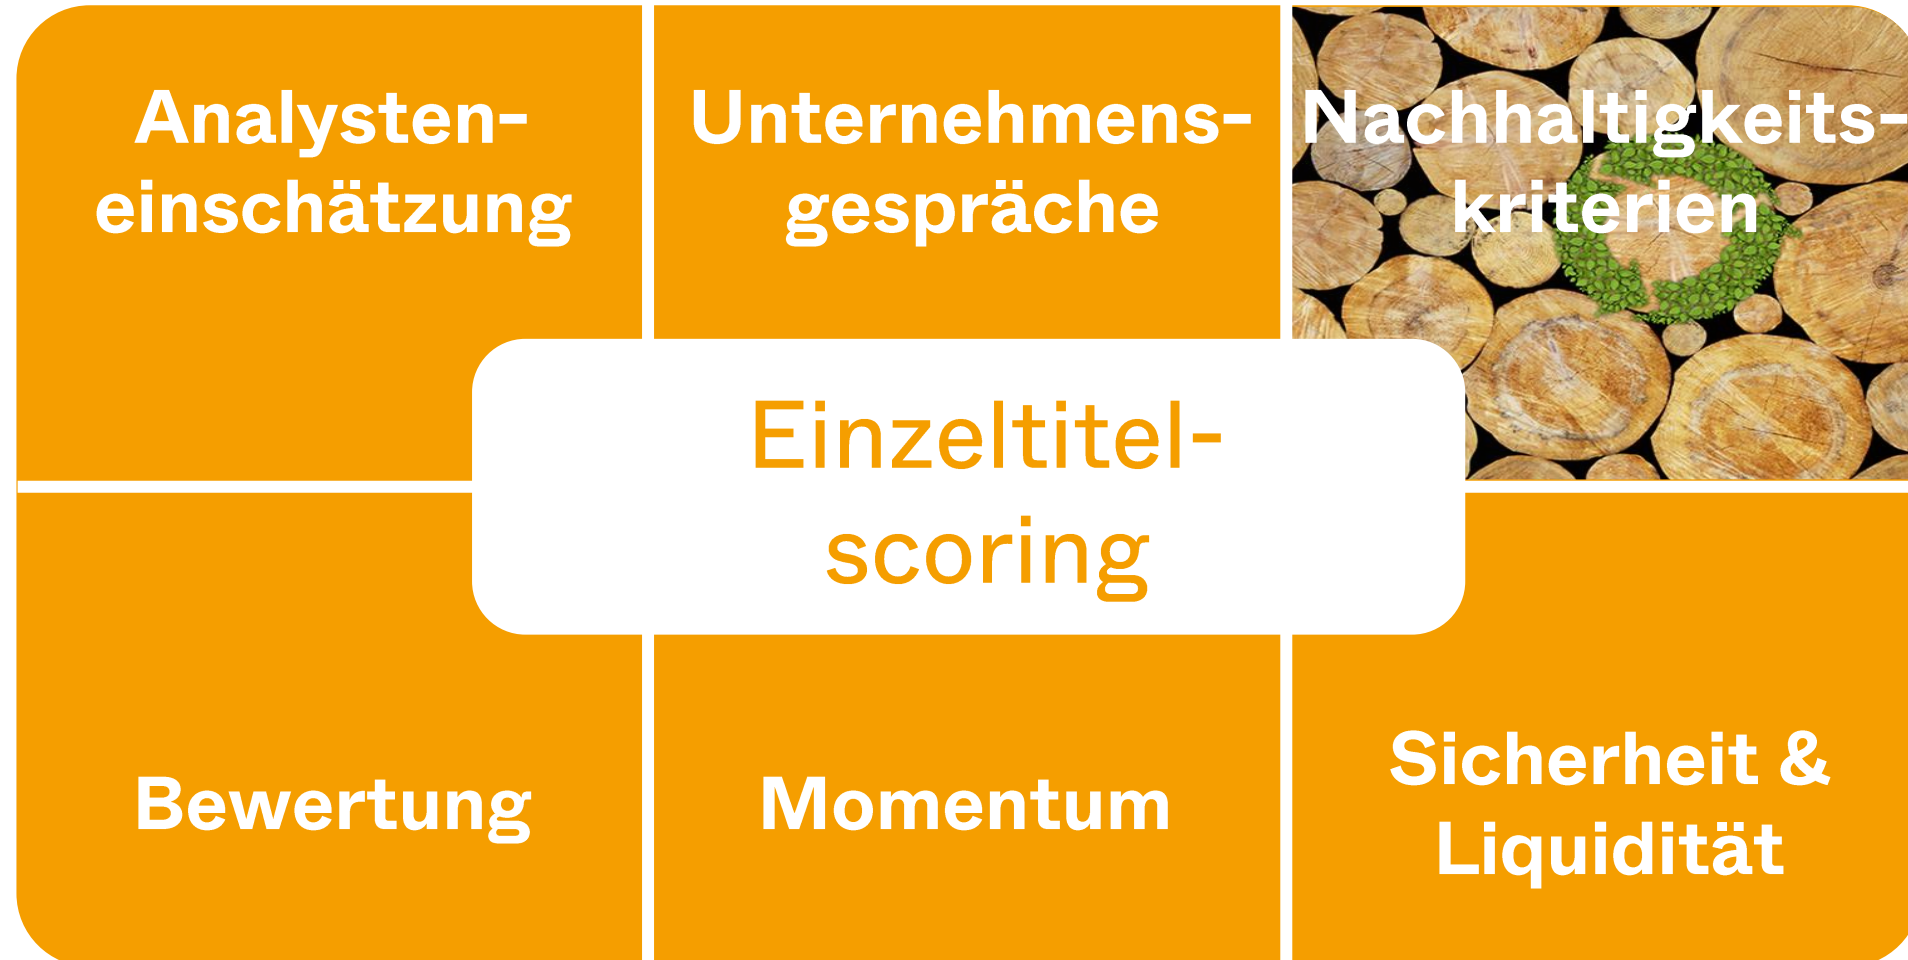 Analysten-
einschätzung
Unternehmens-
gespräche
Nachhaltigkeits-
kriterien
Einzeltitel-
scoring
Bewertung
Momentum
Sicherheit &
Liquidität